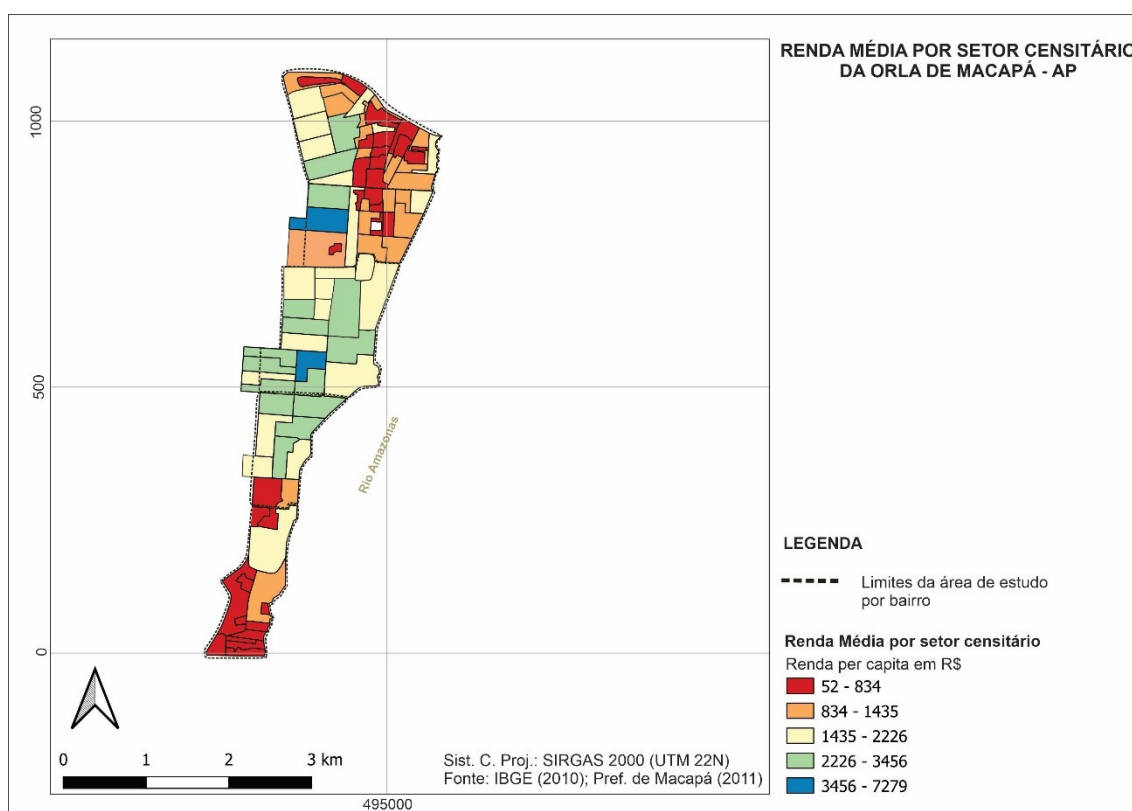 RENDA MÉDIA POR SETOR CENSITÁRIO
DA ORLA DE MACAPÁ - AP
1000
500
0
Rio Amazonas
LEGENDA
Limites da área de estudo
por bairro
Renda Média por setor censitário
Renda per capita em R$
52 - 834
834 - 1435
1435 - 2226
2226 - 3456
3456 - 7279
0 1 2 3 km
Sist. C. Proj.: SIRGAS 2000 (UTM 22N)
Fonte: IBGE (2010); Pref. de Macapá (2011)
495000